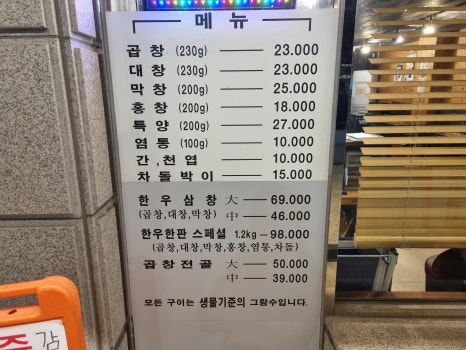 메뉴
곱창 (230g) — 23.000
대창 (230g) — 23.000
막창 (200g) — 25.000
홍창 (200g) — 18.000
특양 (200g) — 27.000
염통 (100g) — 10.000
간,천엽 — 10.000
차돌박이 — 15.000
한우삼창 大 — 69.000
(곱창,대창,막창) 中 — 46.000
한우한판 스페셜 1.2kg — 98.000
(곱창,대창,막창,홍창,염통,차돌)
곱창전골 大 — 50.000
中 — 39.000
모든 구이는 생물기준의 그람수입니다.